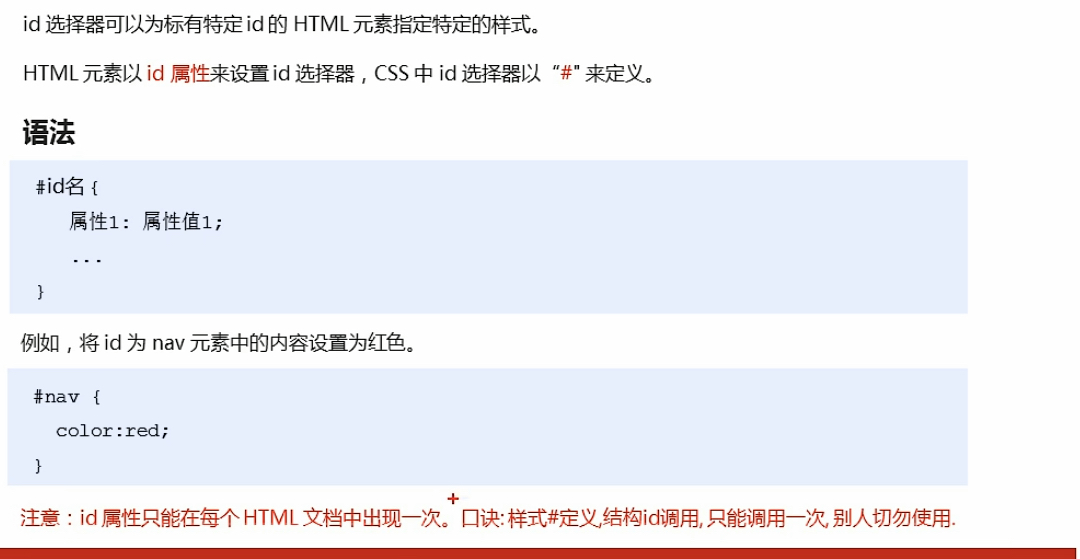 id 选择器可以为标有特定id 的 HTML 元素指定特定的样式。
HTML 元素以 id 属性来设置 id 选择器，CSS 中 id 选择器以“#" 来定义。
语法
#id名 {
属性1: 属性值1;
...
}
例如，将 id 为 nav 元素中的内容设置为红色。
#nav {
color:red;
}
注意：id 属性只能在每个 HTML 文档中出现一次。口诀: 样式#定义,结构id调用, 只能调用一次, 别人切勿使用.